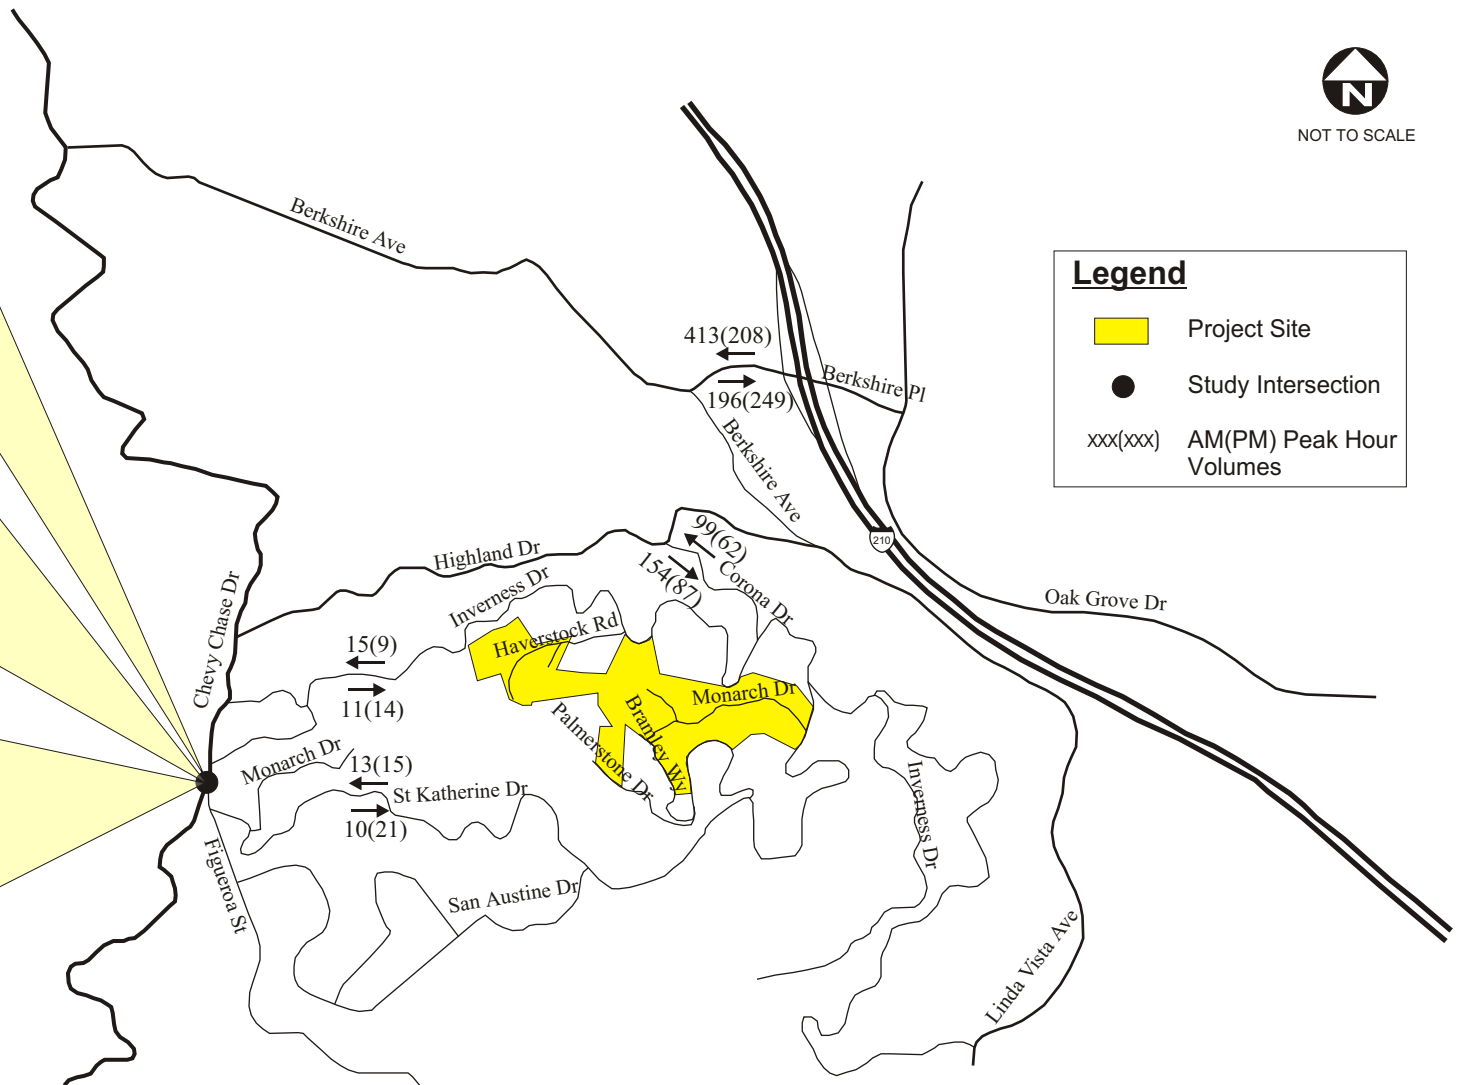 N
NOT TO SCALE
Berkshire Ave
Legend
Project Site
Study Intersection
xxx(xxx)
AM(PM) Peak Hour
Volumes
413(208)
196(249)
Berkshire Pl
Berkshire Ave
210
99(62)
154(87)
Corona Dr
Highland Dr
Inverness Dr
Oak Grove Dr
Chevy Chase Dr
Haverstock Rd
15(9)
11(14)
Monarch Dr
Bramley Wy
Palmerstone Dr
Monarch Dr
13(15)
St Katherine Dr
10(21)
Inverness Dr
Figueroa St
San Austine Dr
Linda Vista Ave